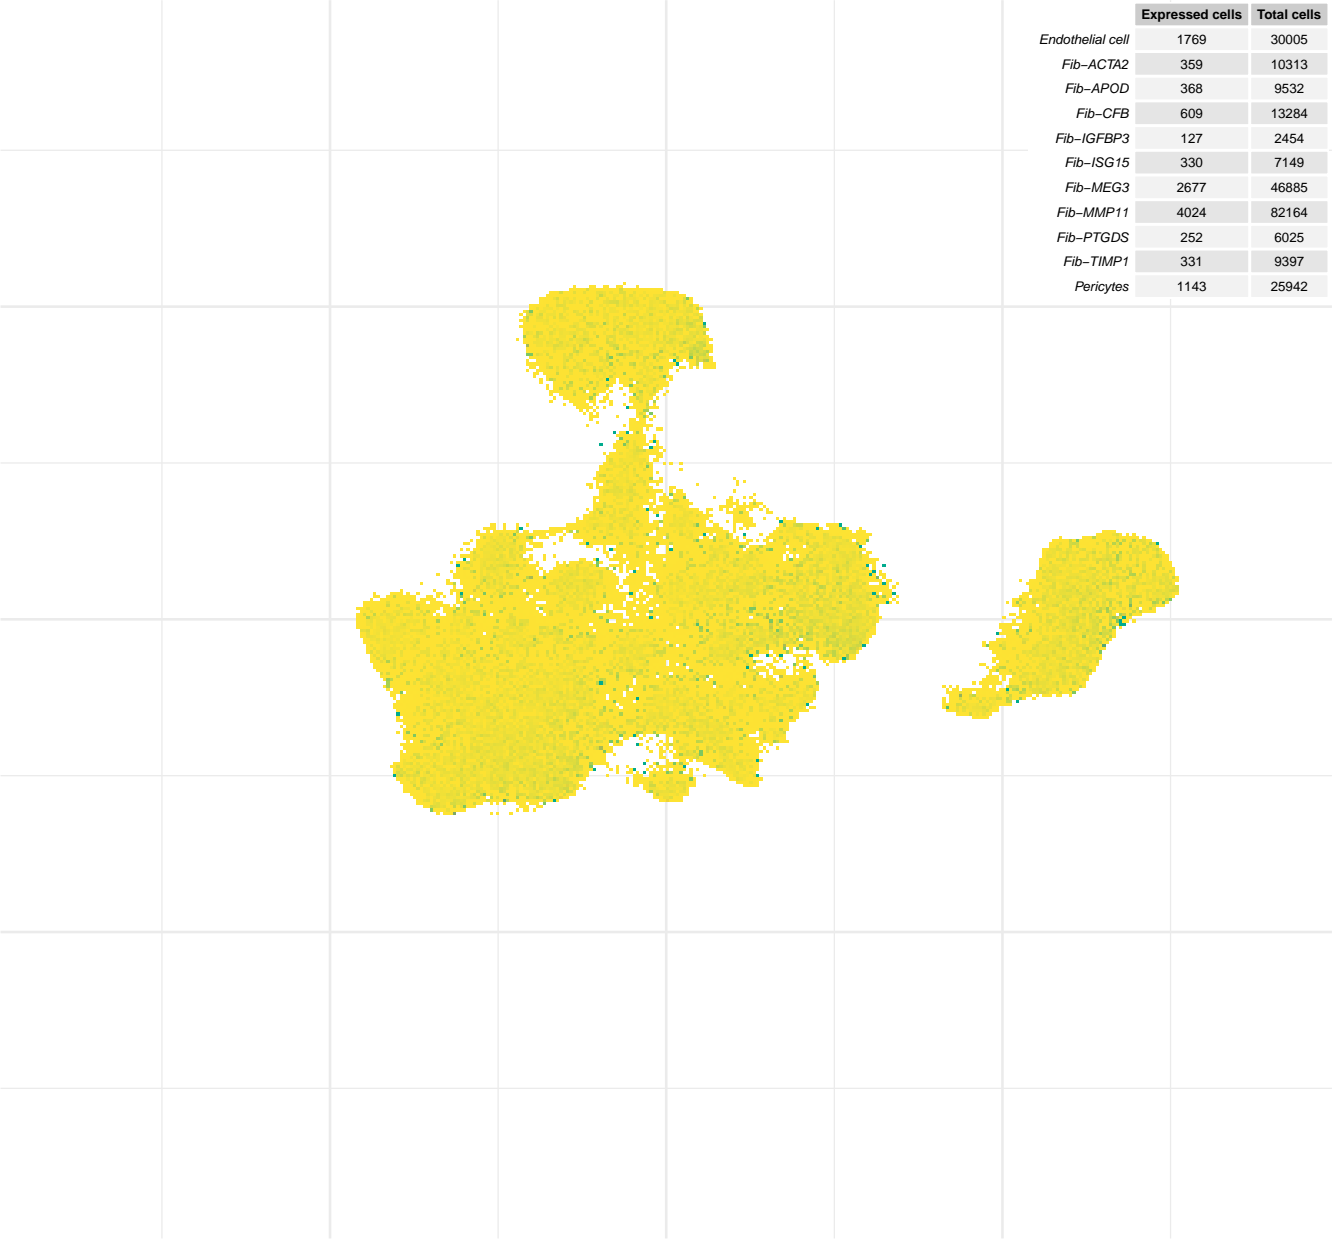 Expressed cells Total cells
Endothelial cell 1769 30005
Fib−ACTA2 359 10313
Fib−APOD 368 9532
Fib−CFB 609 13284
Fib−IGFBP3 127 2454
Fib−ISG15 330 7149
Fib−MEG3 2677 46885
Fib−MMP11 4024 82164
Fib−PTGDS 252 6025
Fib−TIMP1 331 9397
Pericytes 1143 25942